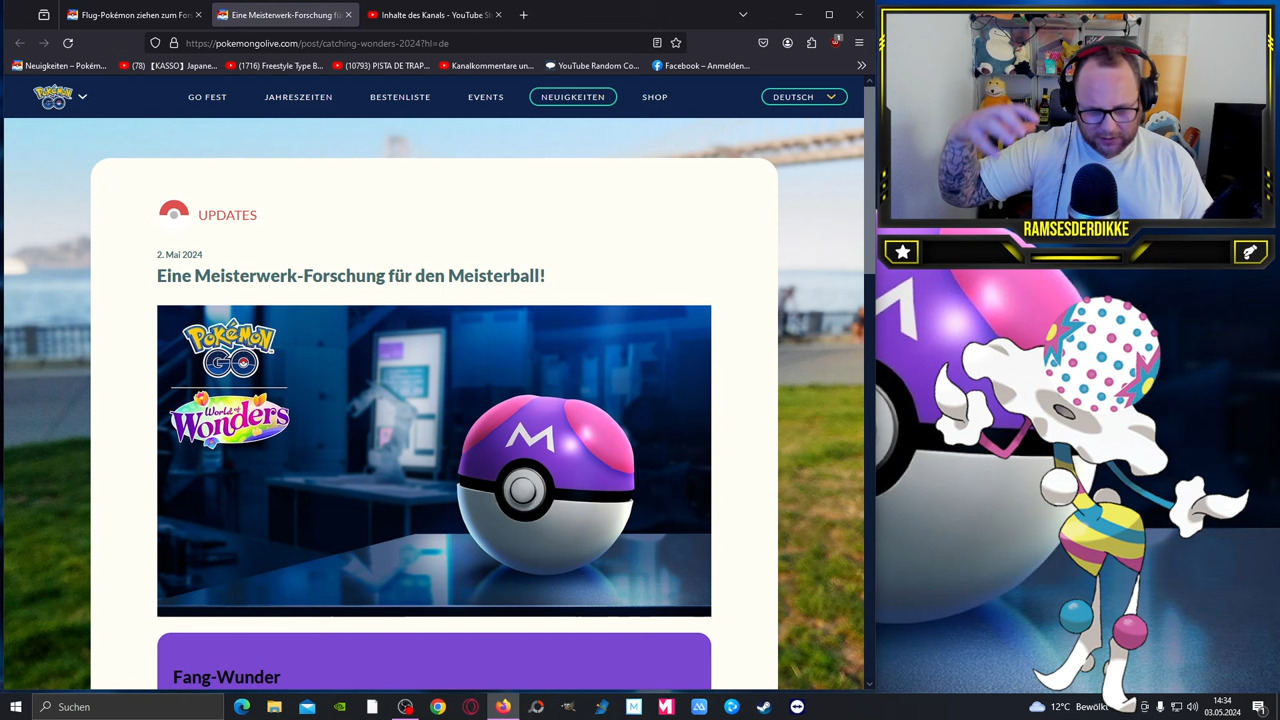 Flug-Pokémon ziehen zum For
Eine Meisterwerk-Forschung fü
Inhalte des Kanals - YouTube St
https://pokemongolive.com/post/catching-wonders-2024?hl=de
1
Neuigkeiten – Pokém...
(78) 【KASSO】Japane...
(1716) Freestyle Type B...
(10793) PISTA DE TRAP...
Kanalkommentare un...
YouTube Random Co...
Facebook – Anmelden...
Pokémon GO
GO FEST
JAHRESZEITEN
BESTENLISTE
EVENTS
NEUIGKEITEN
SHOP
DEUTSCH
UPDATES
2. Mai 2024
Eine Meisterwerk-Forschung für den Meisterball!
Pokémon
GO
World of
Wonders
M
Fang-Wunder
RAMSESDERDIKKE
M
Suchen
12°C Bewölkt
14:34
03.05.2024